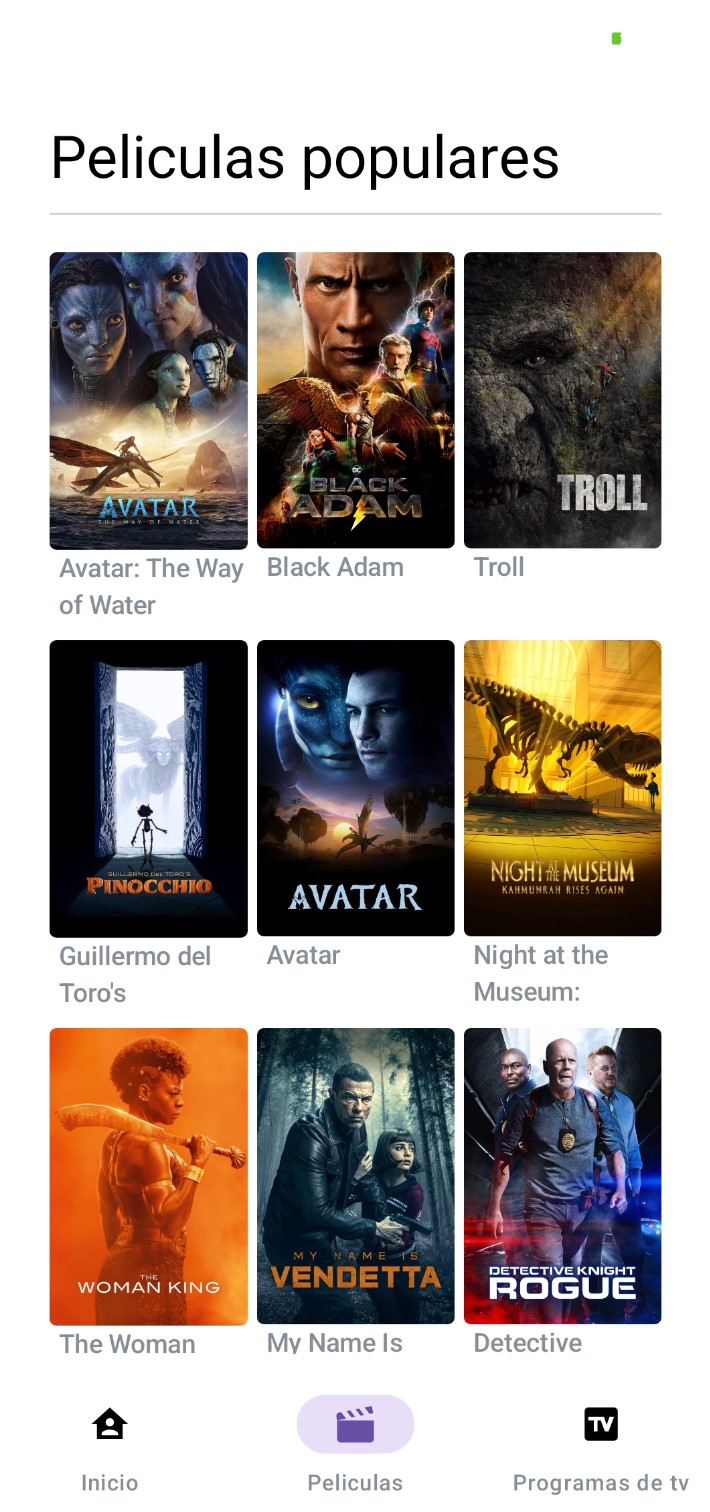 Peliculas populares
AVATAR
THE WAY OF WATER
DC
BLACK
ADAM
TROLL
Avatar: The Way
of Water
Black Adam
Troll
GUILLERMO DEL TORO'S
PINOCCHIO
AVATAR
NIGHT AT THE MUSEUM
KAHMUNRAH RISES AGAIN
Guillermo del
Toro's
Avatar
Night at the
Museum:
THE
WOMAN KING
MY NAME IS
VENDETTA
DETECTIVE KNIGHT
ROGUE
The Woman
My Name Is
Detective
TV
Inicio
Peliculas
Programas de tv